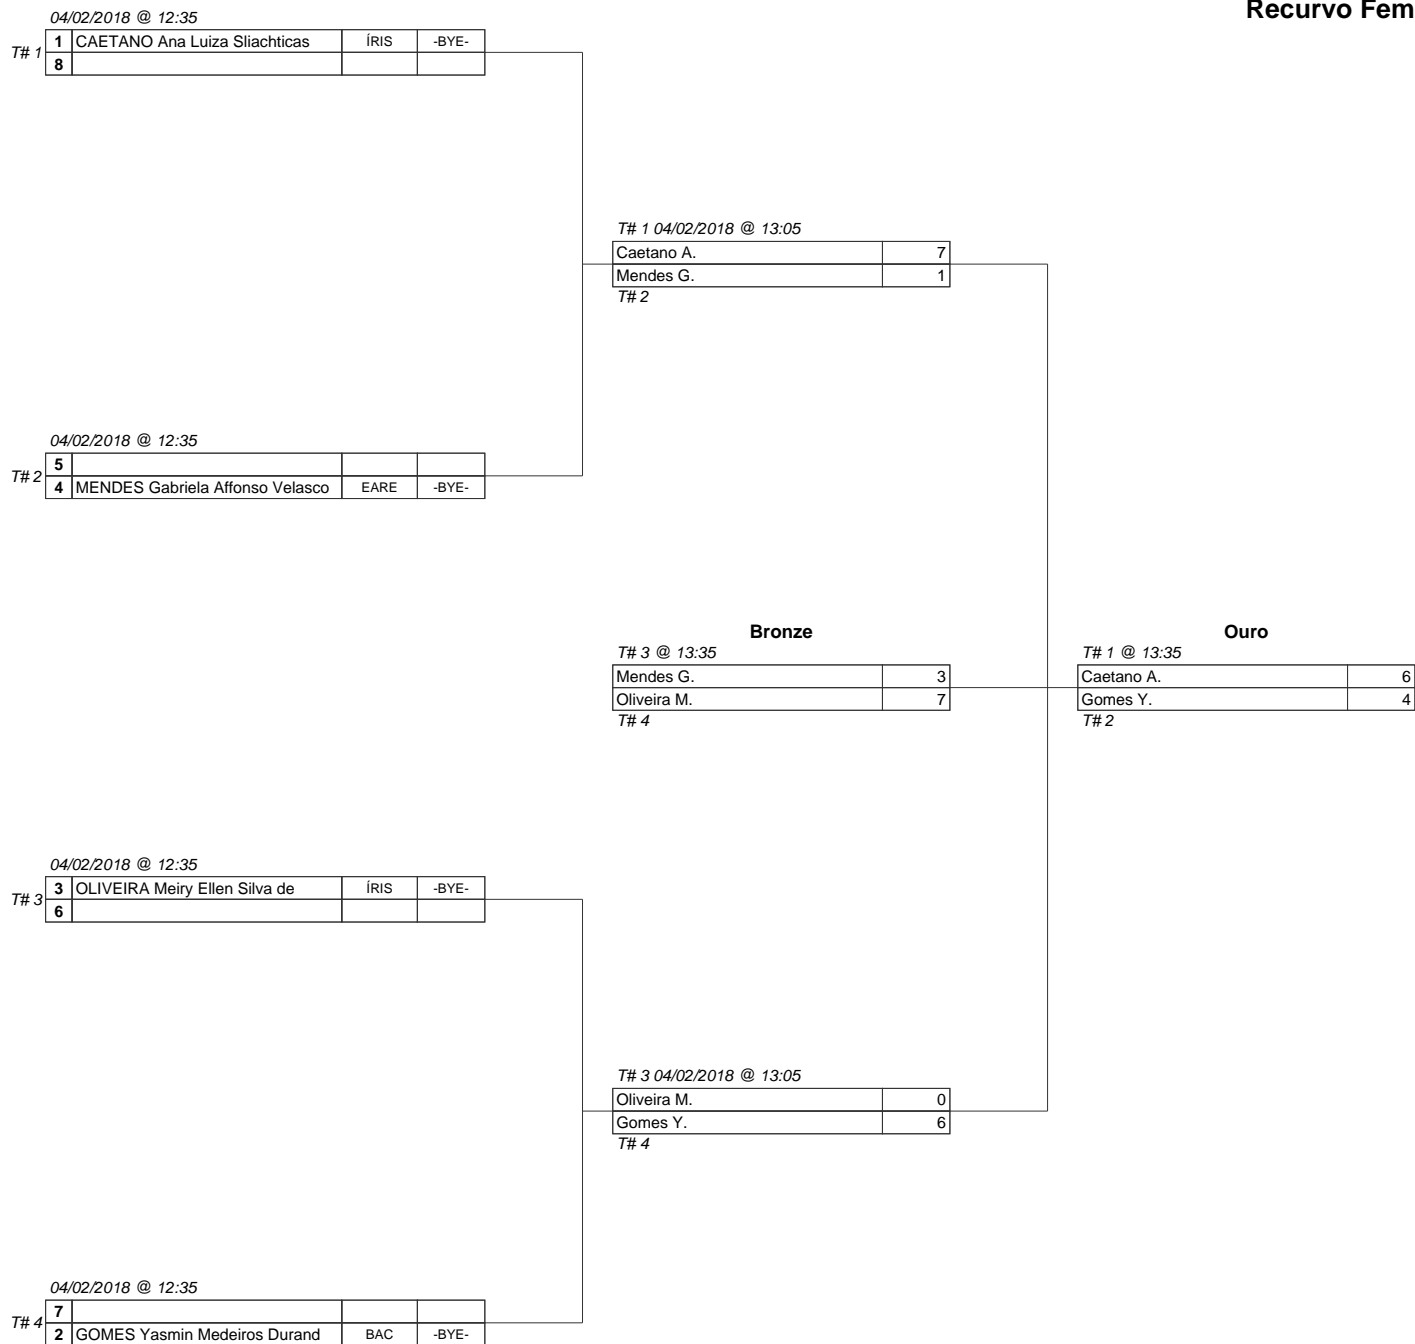 Recurvo Fem
04/02/2018 @ 12:35
T# 1
1 CAETANO Ana Luiza Sliachticas ÍRIS -BYE-
8
T# 1 04/02/2018 @ 13:05
Caetano A. 7
Mendes G. 1
T# 2
04/02/2018 @ 12:35
T# 2
5
4 MENDES Gabriela Affonso Velasco EARE -BYE-
Bronze
T# 3 @ 13:35
Mendes G. 3
Oliveira M. 7
T# 4
Ouro
T# 1 @ 13:35
Caetano A. 6
Gomes Y. 4
T# 2
04/02/2018 @ 12:35
T# 3
3 OLIVEIRA Meiry Ellen Silva de ÍRIS -BYE-
6
T# 3 04/02/2018 @ 13:05
Oliveira M. 0
Gomes Y. 6
T# 4
04/02/2018 @ 12:35
T# 4
7
2 GOMES Yasmin Medeiros Durand BAC -BYE-